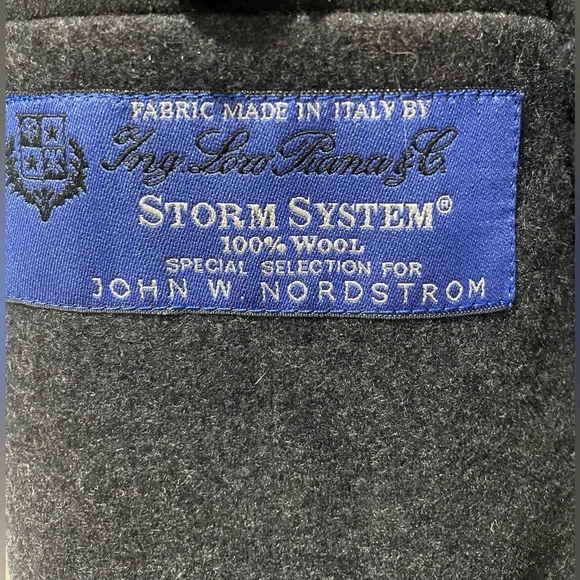 FABRIC MADE IN ITALY BY
Ing. Loro Piana & C.
STORM SYSTEM®
100% WOOL
SPECIAL SELECTION FOR
JOHN W. NORDSTROM